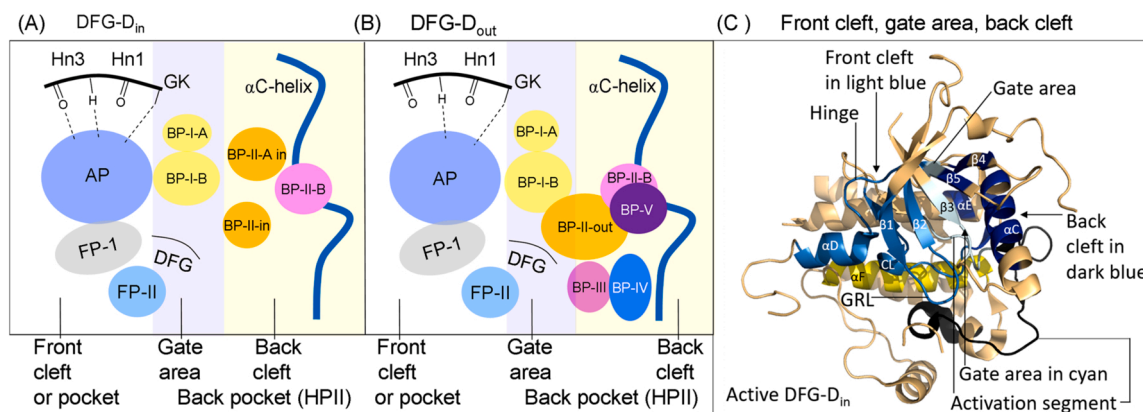 (A)
DFG-Din
Hn3
Hn1
GK
αC-helix
O
H
O
BP-I-A
AP
BP-I-B
BP-II-A in
BP-II-B
FP-1
BP-II-in
DFG
FP-II
Front
cleft
or pocket
Gate
area
Back
cleft
Back pocket (HPII)
(B)
DFG-Dout
Hn3
Hn1
GK
αC-helix
O
H
O
BP-I-A
AP
BP-I-B
BP-II-B
BP-V
BP-II-out
FP-1
DFG
FP-II
BP-III
BP-IV
Front
cleft
or pocket
Gate
area
Back
cleft
Back pocket (HPII)
(C)
Front cleft, gate area, back cleft
Front cleft
in light blue
Gate area
Hinge
β4
β5
β3
αE
β1
β2
αC
Back
cleft in
dark blue
αD
CL
αF
GRL
Gate area in cyan
Active DFG-Din
Activation segment